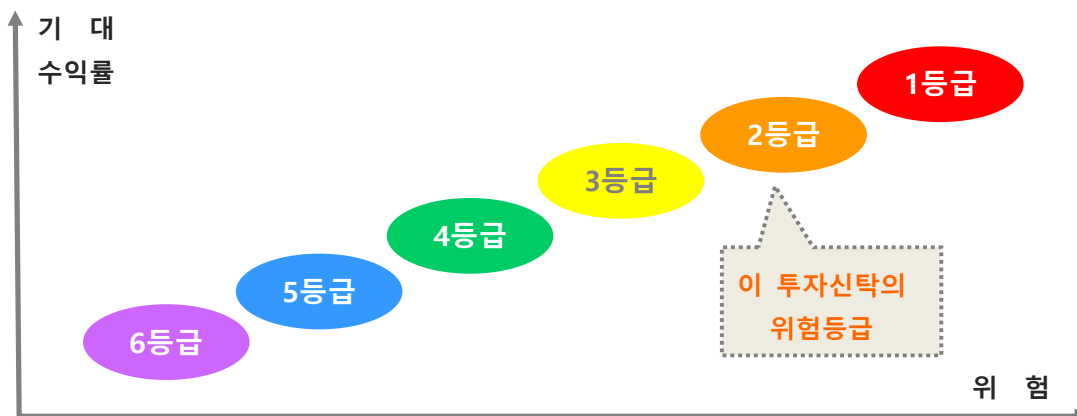 기 대
수익률
1등급
2등급
3등급
4등급
5등급
6등급
이 투자신탁의
위험등급
위 험